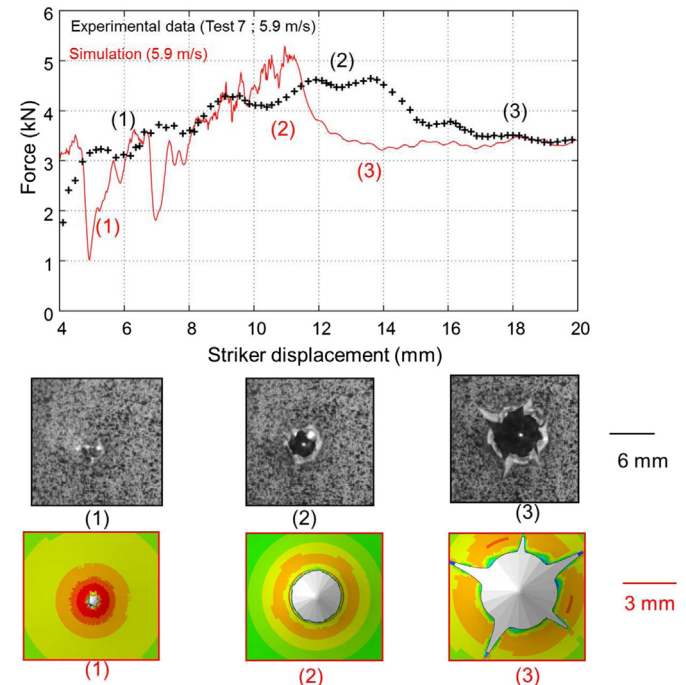 6
5
4
3
2
1
0
Force (kN)
Experimental data (Test 7 ; 5.9 m/s)
Simulation (5.9 m/s)
(1)
(2)
(3)
(1)
(2)
(3)
4 6 8 10 12 14 16 18 20
Striker displacement (mm)
(1) (2) (3)
6 mm
(1) (2) (3)
3 mm